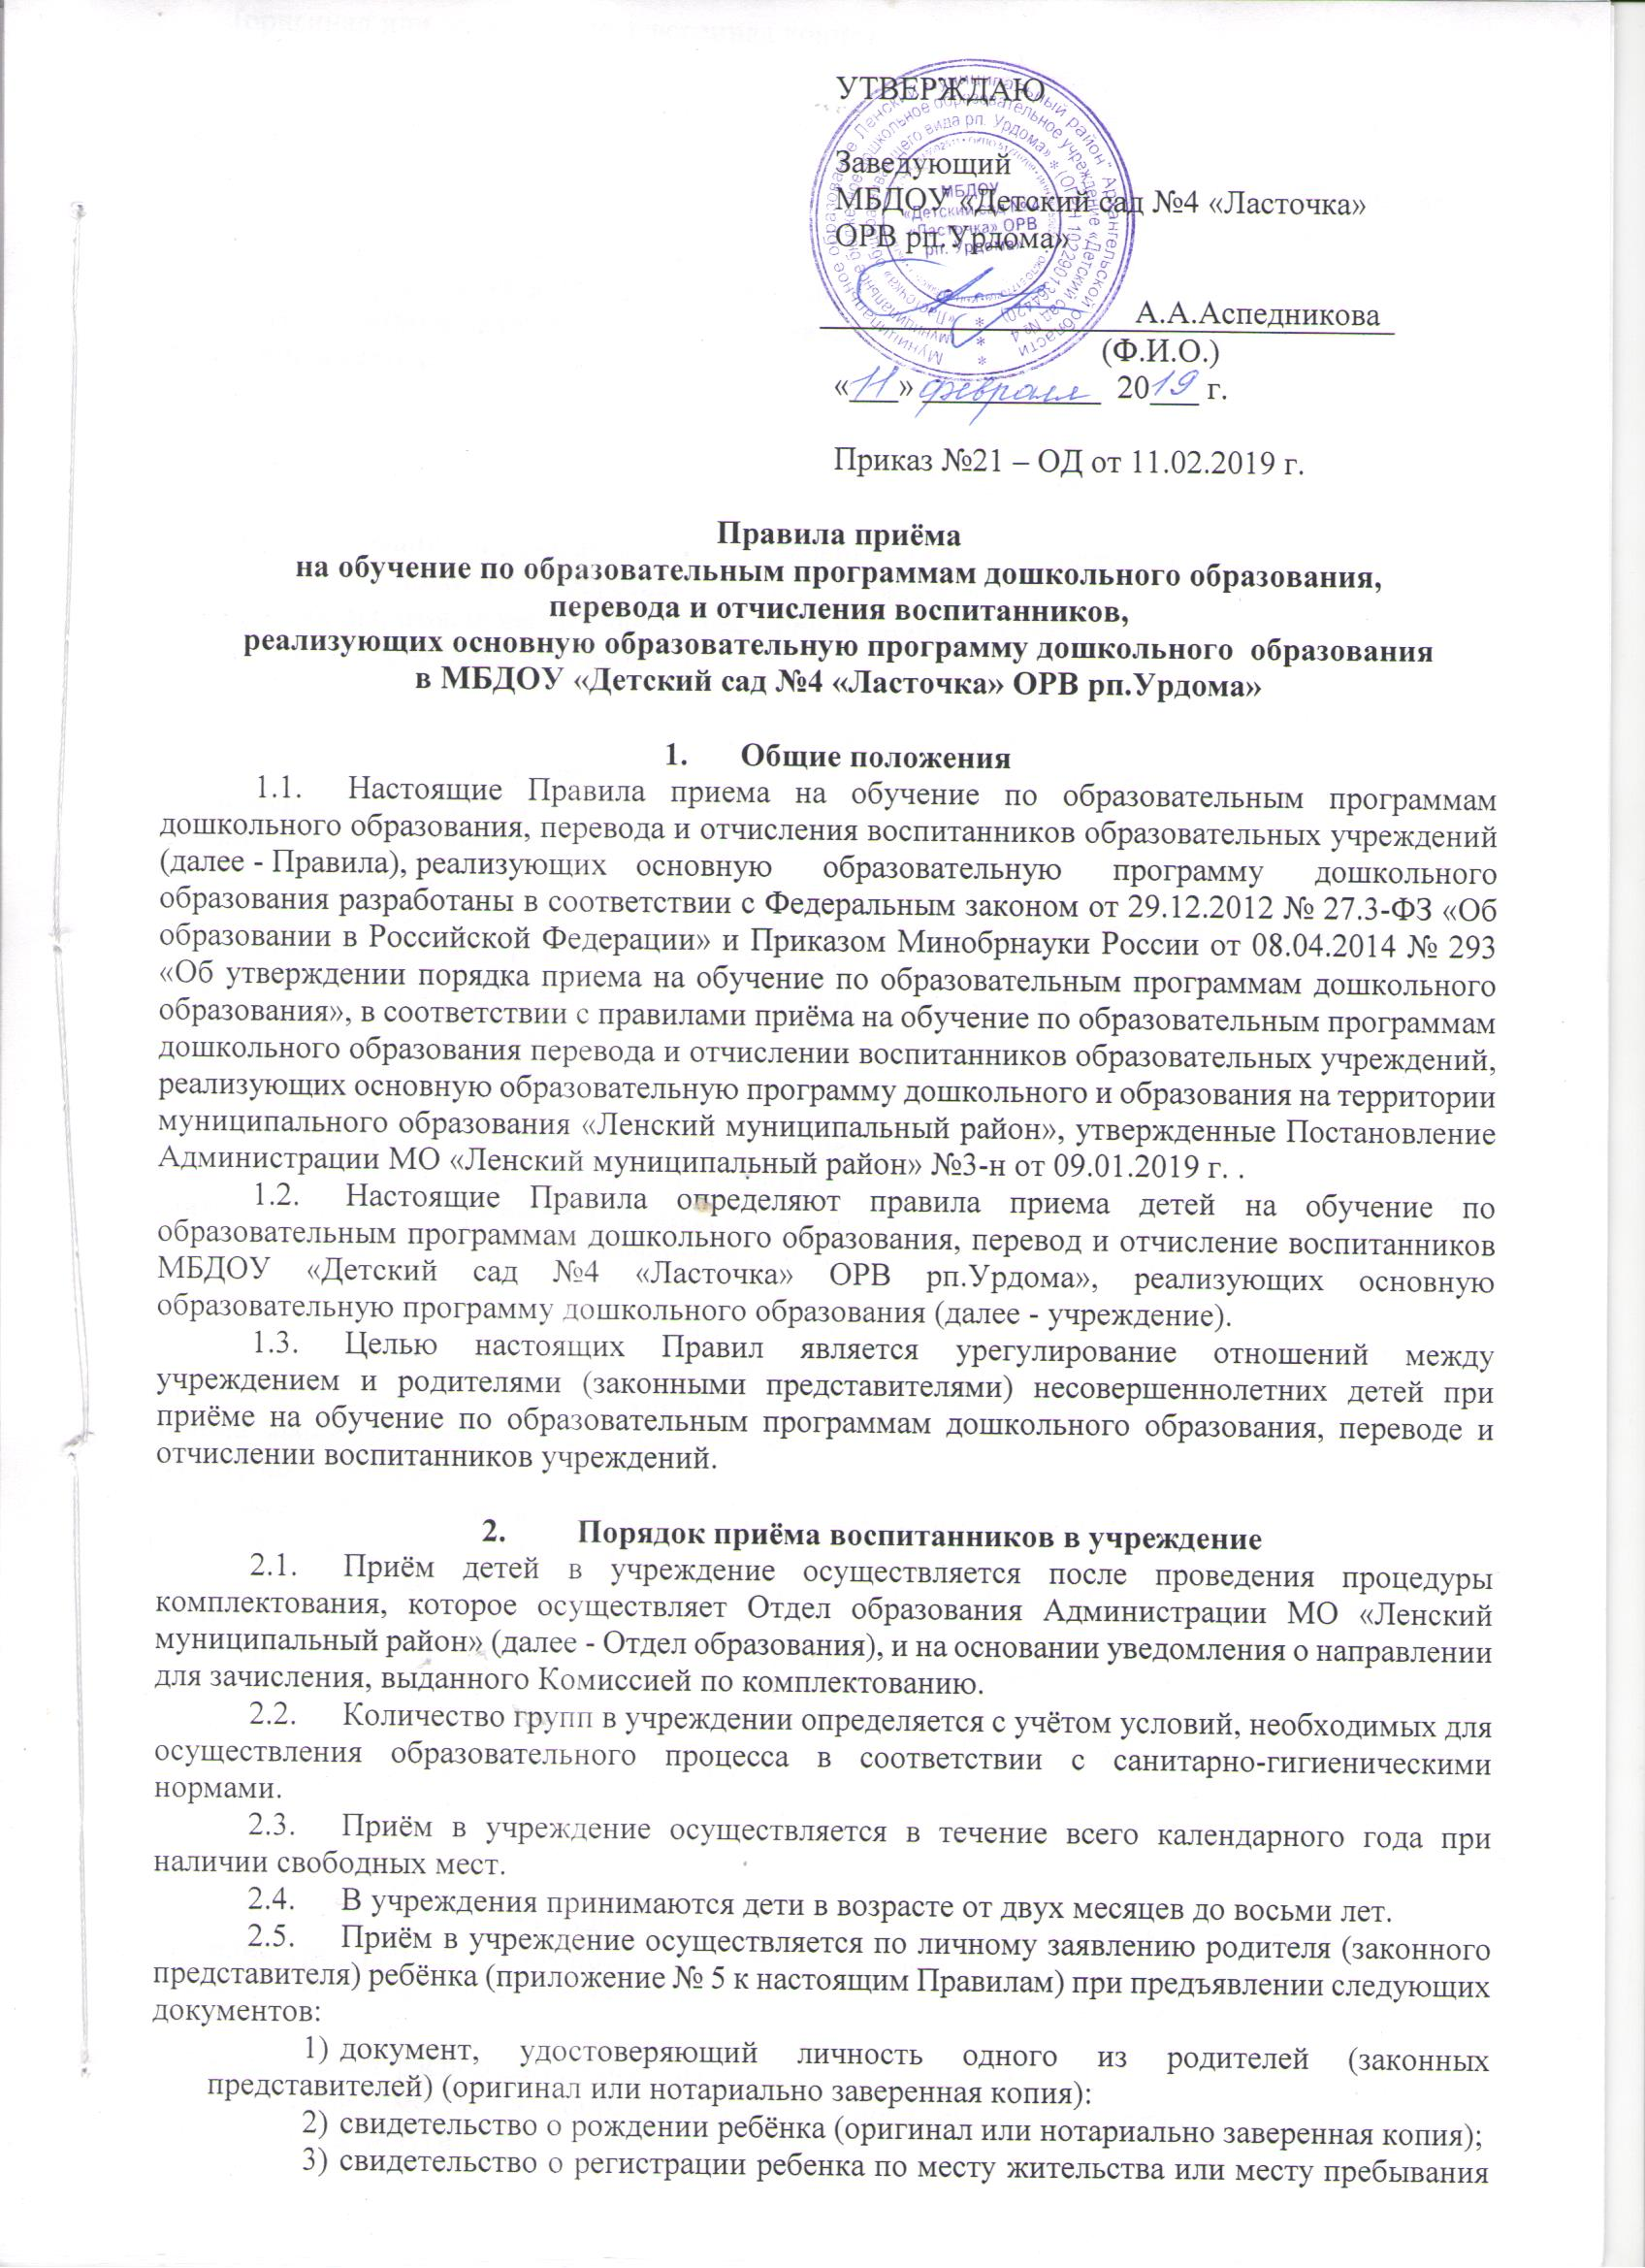 УТВЕРЖДАЮ
Заведующий
МБДОУ «Детский сад №4 «Ласточка»
ОРВ рп.Урдома»
А.А.Аспедникова
(Ф.И.О.)
«11» февраля 2019 г.
Приказ №21 – ОД от 11.02.2019 г.
МБДОУ
«Детский сад № 4
«Ласточка» ОРВ
рп. Урдома»
Правила приёма
на обучение по образовательным программам дошкольного образования,
перевода и отчисления воспитанников,
реализующих основную образовательную программу дошкольного образования
в МБДОУ «Детский сад №4 «Ласточка» ОРВ рп.Урдома»
1. Общие положения
1.1. Настоящие Правила приема на обучение по образовательным программам
дошкольного образования, перевода и отчисления воспитанников образовательных учреждений
(далее - Правила), реализующих основную образовательную программу дошкольного
образования разработаны в соответствии с Федеральным законом от 29.12.2012 № 27.3-ФЗ «Об
образовании в Российской Федерации» и Приказом Минобрнауки России от 08.04.2014 № 293
«Об утверждении порядка приема на обучение по образовательным программам дошкольного
образования», в соответствии с правилами приёма на обучение по образовательным программам
дошкольного образования перевода и отчислении воспитанников образовательных учреждений,
реализующих основную образовательную программу дошкольного и образования на территории
муниципального образования «Ленский муниципальный район», утвержденные Постановление
Администрации МО «Ленский муниципальный район» №3-н от 09.01.2019 г. .
1.2. Настоящие Правила определяют правила приема детей на обучение по
образовательным программам дошкольного образования, перевод и отчисление воспитанников
МБДОУ «Детский сад №4 «Ласточка» ОРВ рп.Урдома», реализующих основную
образовательную программу дошкольного образования (далее - учреждение).
1.3. Целью настоящих Правил является урегулирование отношений между
учреждением и родителями (законными представителями) несовершеннолетних детей при
приёме на обучение по образовательным программам дошкольного образования, переводе и
отчислении воспитанников учреждений.
2. Порядок приёма воспитанников в учреждение
2.1. Приём детей в учреждение осуществляется после проведения процедуры
комплектования, которое осуществляет Отдел образования Администрации МО «Ленский
муниципальный район» (далее - Отдел образования), и на основании уведомления о направлении
для зачисления, выданного Комиссией по комплектованию.
2.2. Количество групп в учреждении определяется с учётом условий, необходимых для
осуществления образовательного процесса в соответствии с санитарно-гигиеническими
нормами.
2.3. Приём в учреждение осуществляется в течение всего календарного года при
наличии свободных мест.
2.4. В учреждения принимаются дети в возрасте от двух месяцев до восьми лет.
2.5. Приём в учреждение осуществляется по личному заявлению родителя (законного
представителя) ребёнка (приложение № 5 к настоящим Правилам) при предъявлении следующих
документов:
1) документ, удостоверяющий личность одного из родителей (законных
представителей) (оригинал или нотариально заверенная копия):
2) свидетельство о рождении ребёнка (оригинал или нотариально заверенная копия);
3) свидетельство о регистрации ребенка по месту жительства или месту пребывания